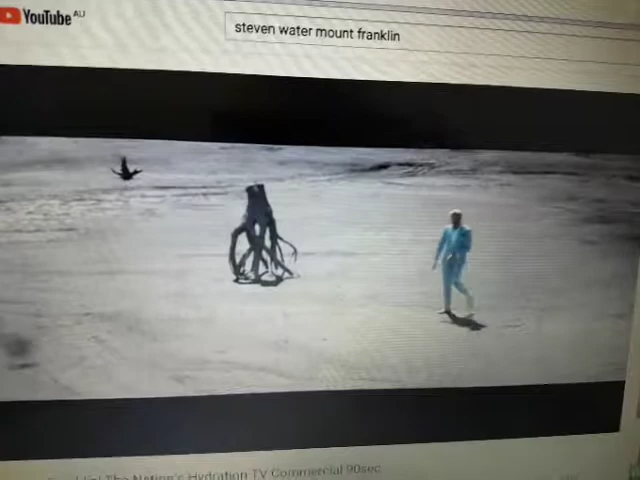 YouTube AU
steven water mount franklin
The Nation's Hydration TV Commercial 90sec